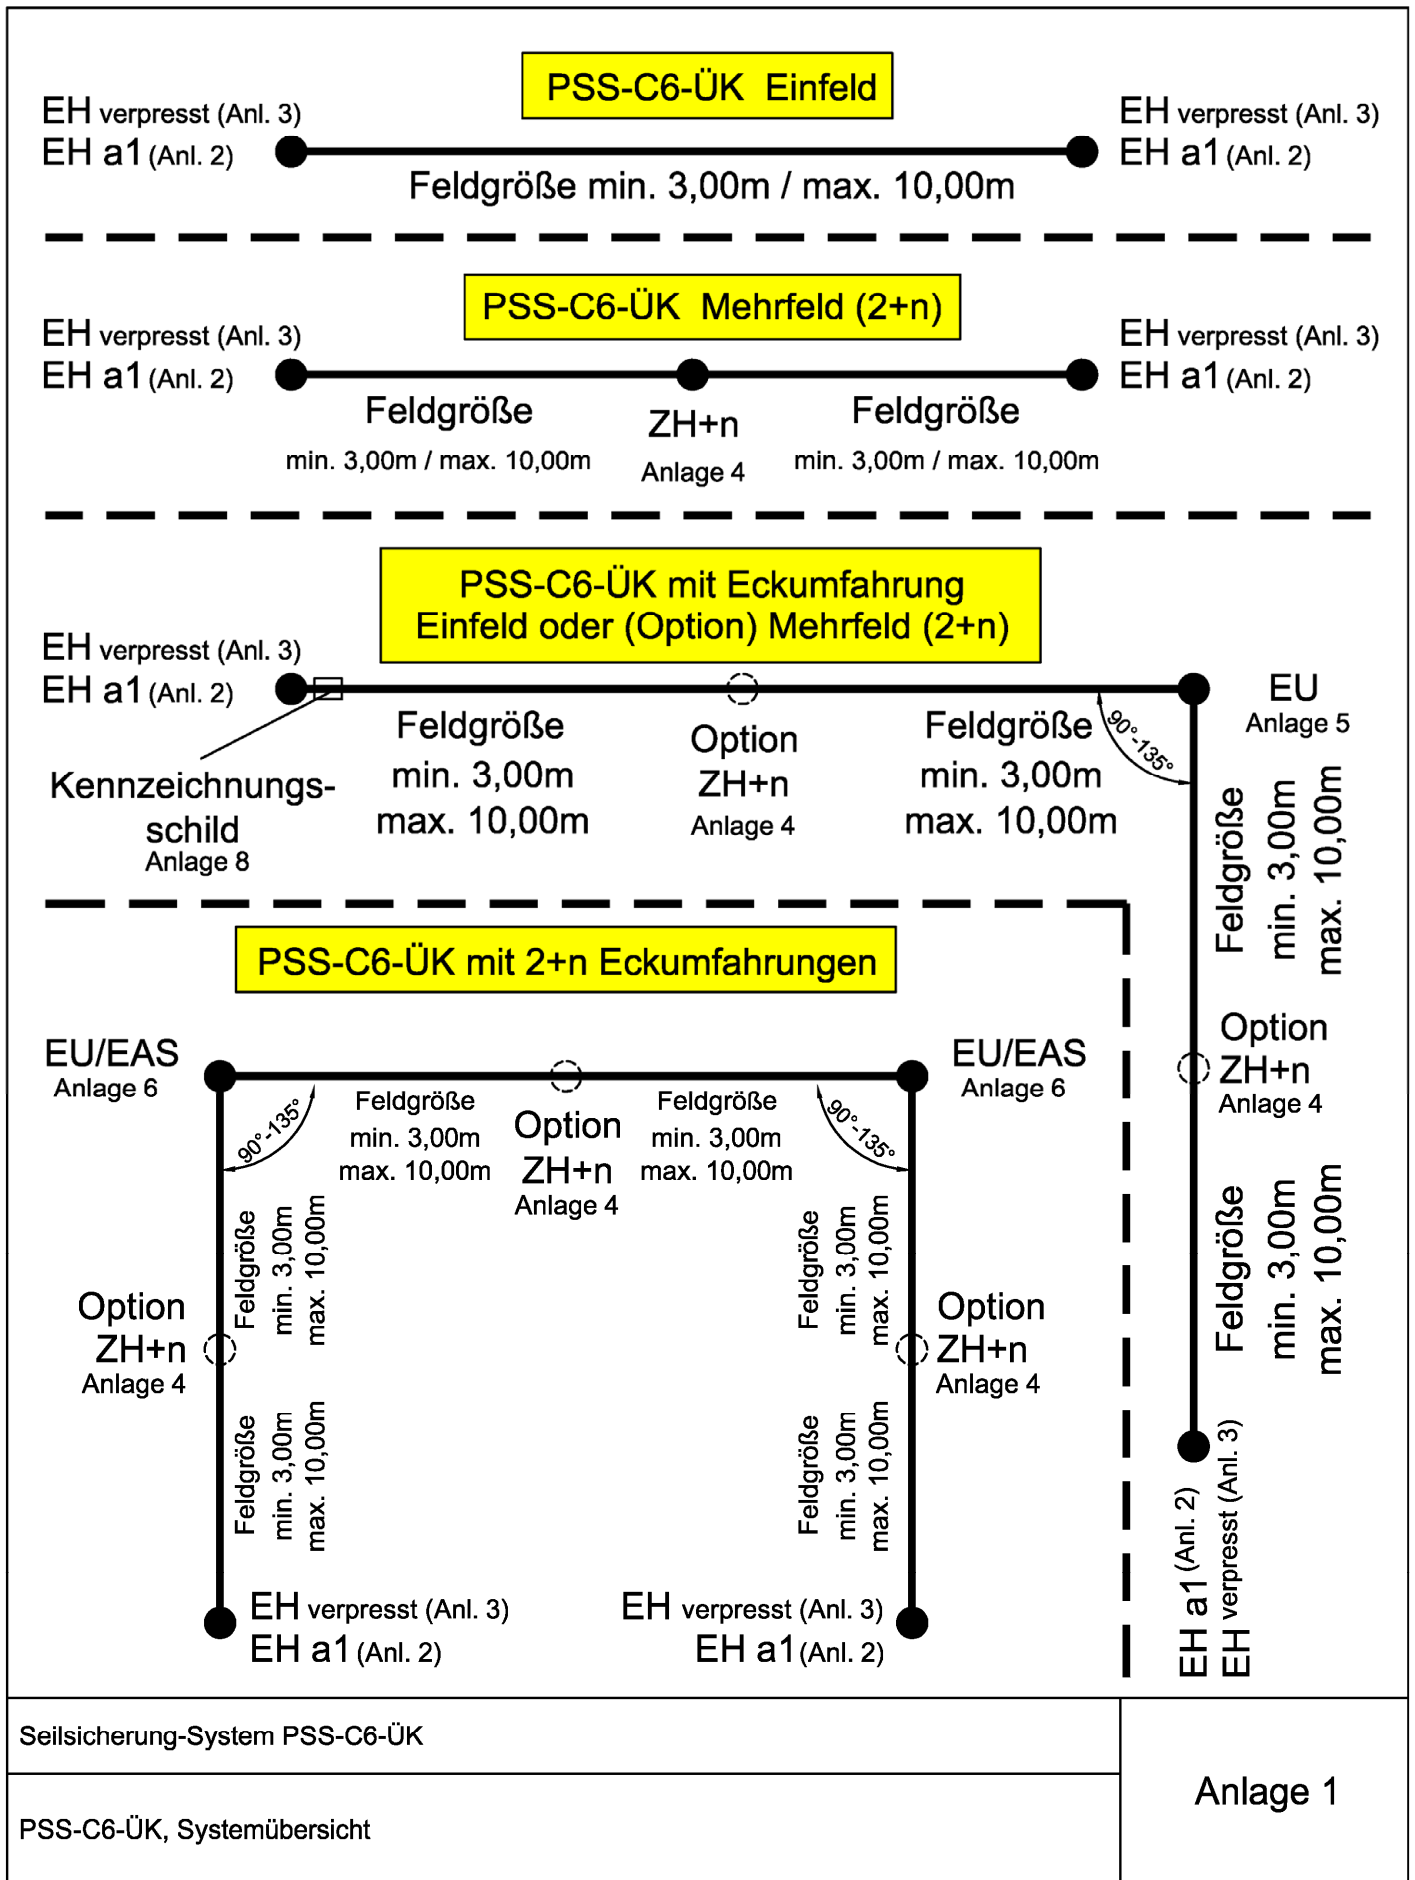 PSS-C6-ÜK Einfeld
EH verpresst (Anl. 3)
EH a1 (Anl. 2)
EH verpresst (Anl. 3)
EH a1 (Anl. 2)
Feldgröße min. 3,00m / max. 10,00m
PSS-C6-ÜK Mehrfeld (2+n)
EH verpresst (Anl. 3)
EH a1 (Anl. 2)
EH verpresst (Anl. 3)
EH a1 (Anl. 2)
Feldgröße
min. 3,00m / max. 10,00m
ZH+n
Anlage 4
Feldgröße
min. 3,00m / max. 10,00m
PSS-C6-ÜK mit Eckumfahrung
Einfeld oder (Option) Mehrfeld (2+n)
EH verpresst (Anl. 3)
EH a1 (Anl. 2)
Kennzeichnungs-
schild
Anlage 8
Feldgröße
min. 3,00m
max. 10,00m
Option
ZH+n
Anlage 4
Feldgröße
min. 3,00m
max. 10,00m
90°-135°
EU
Anlage 5
Feldgröße
min. 3,00m
max. 10,00m
Option
ZH+n
Anlage 4
Feldgröße
min. 3,00m
max. 10,00m
EH a1 (Anl. 2)
EH verpresst (Anl. 3)
PSS-C6-ÜK mit 2+n Eckumfahrungen
EU/EAS
Anlage 6
90°-135°
Feldgröße
min. 3,00m
max. 10,00m
Option
ZH+n
Anlage 4
Feldgröße
min. 3,00m
max. 10,00m
90°-135°
EU/EAS
Anlage 6
Feldgröße
min. 3,00m
max. 10,00m
Option
ZH+n
Anlage 4
Feldgröße
min. 3,00m
max. 10,00m
Feldgröße
min. 3,00m
max. 10,00m
Option
ZH+n
Anlage 4
Feldgröße
min. 3,00m
max. 10,00m
EH verpresst (Anl. 3)
EH a1 (Anl. 2)
EH verpresst (Anl. 3)
EH a1 (Anl. 2)
Seilsicherung-System PSS-C6-ÜK
PSS-C6-ÜK, Systemübersicht
Anlage 1